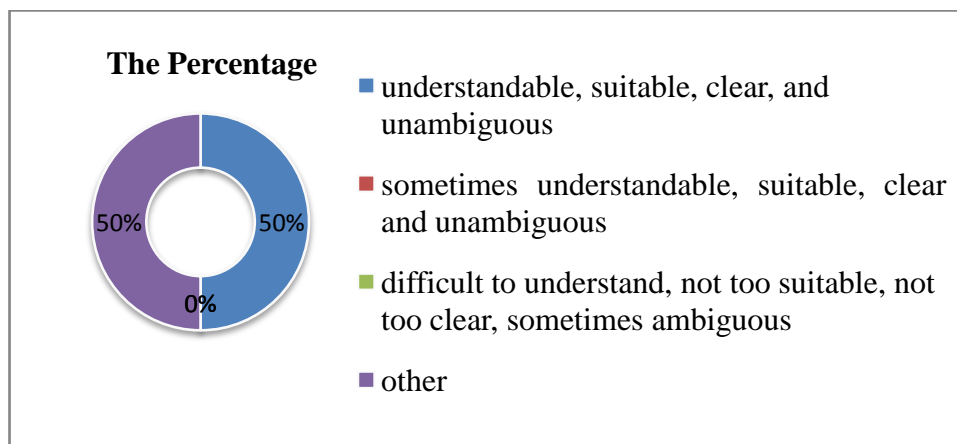 The Percentage
understandable, suitable, clear, and
unambiguous
sometimes understandable, suitable, clear
and unambiguous
difficult to understand, not too suitable, not
too clear, sometimes ambiguous
other
50%
50%
0%